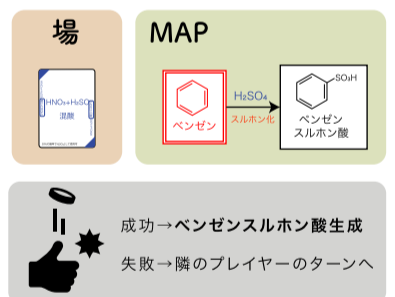 場
MAP
HNO₃+H₂SO₄
混酸
ベンゼン
H₂SO₄
スルホン化
SO₃H
ベンゼン
スルホン酸
成功→ベンゼンスルホン酸生成
失敗→隣のプレイヤーのターンへ